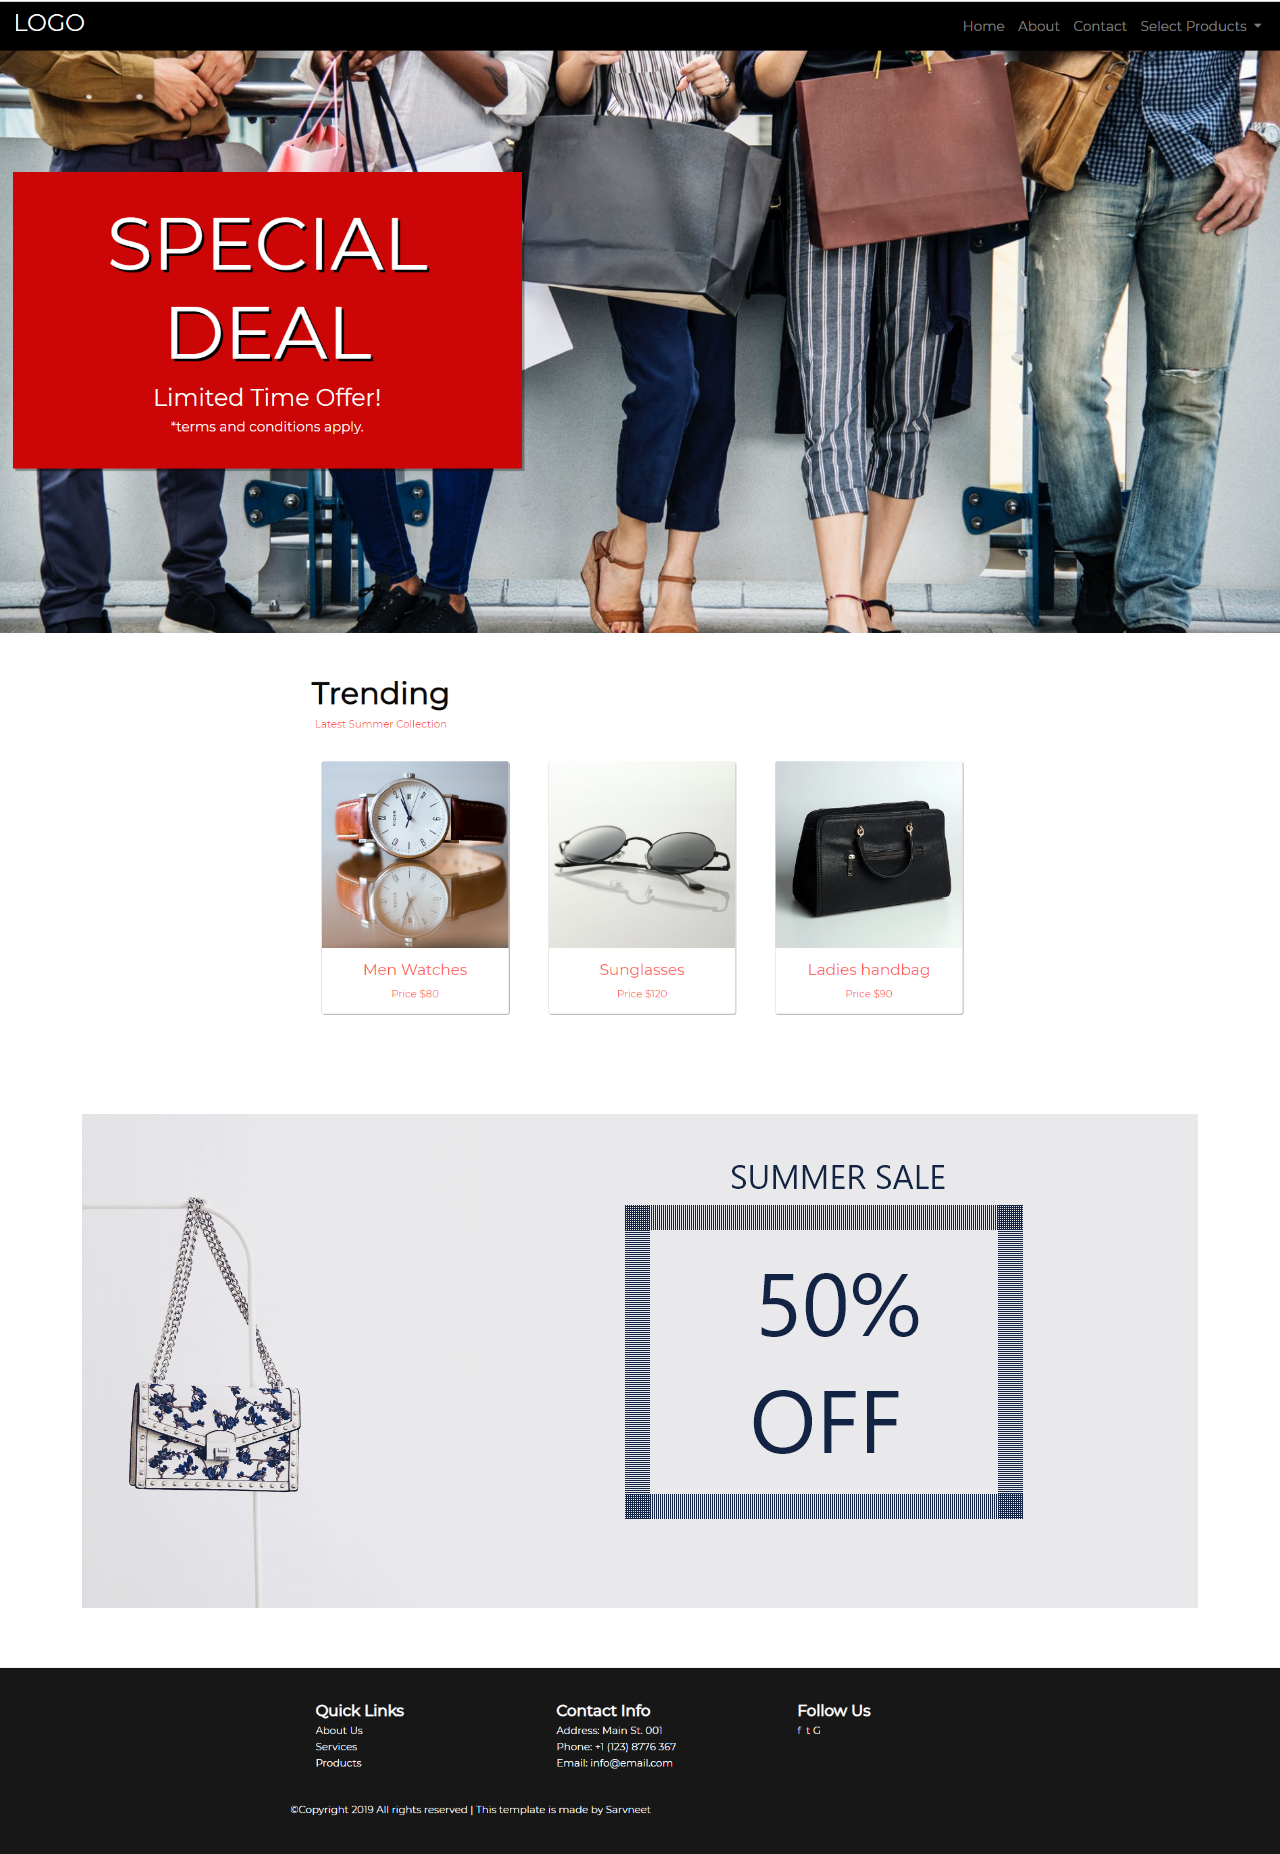 LOGO
Home About Contact Select Products
SPECIAL
DEAL
Limited Time Offer!
*terms and conditions apply.
Trending
Latest Summer Collection
Men Watches
Price $80
Sunglasses
Price $120
Ladies handbag
Price $90
SUMMER SALE
50%
OFF
Quick Links
About Us
Services
Products
Contact Info
Address: Main St. 001
Phone: +1 (123) 8776 367
Email: info@email.com
Follow Us
f t G
©Copyright 2019 All rights reserved | This template is made by Sarvneet